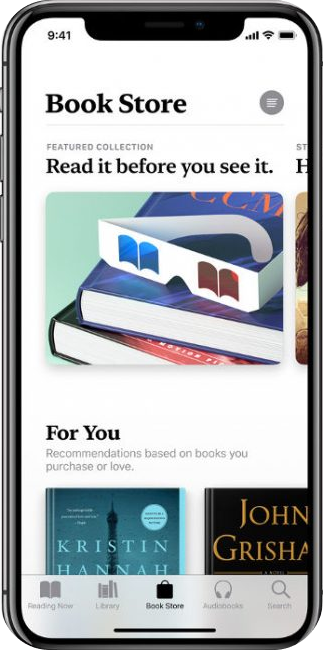 9:41
Book Store
FEATURED COLLECTION
Read it before you see it.
For You
Recommendations based on books you
purchase or love.
KRISTIN
HANNAH
JOHN
GRISHA
A NOVEL
Reading Now
Library
Book Store
Audiobooks
Search